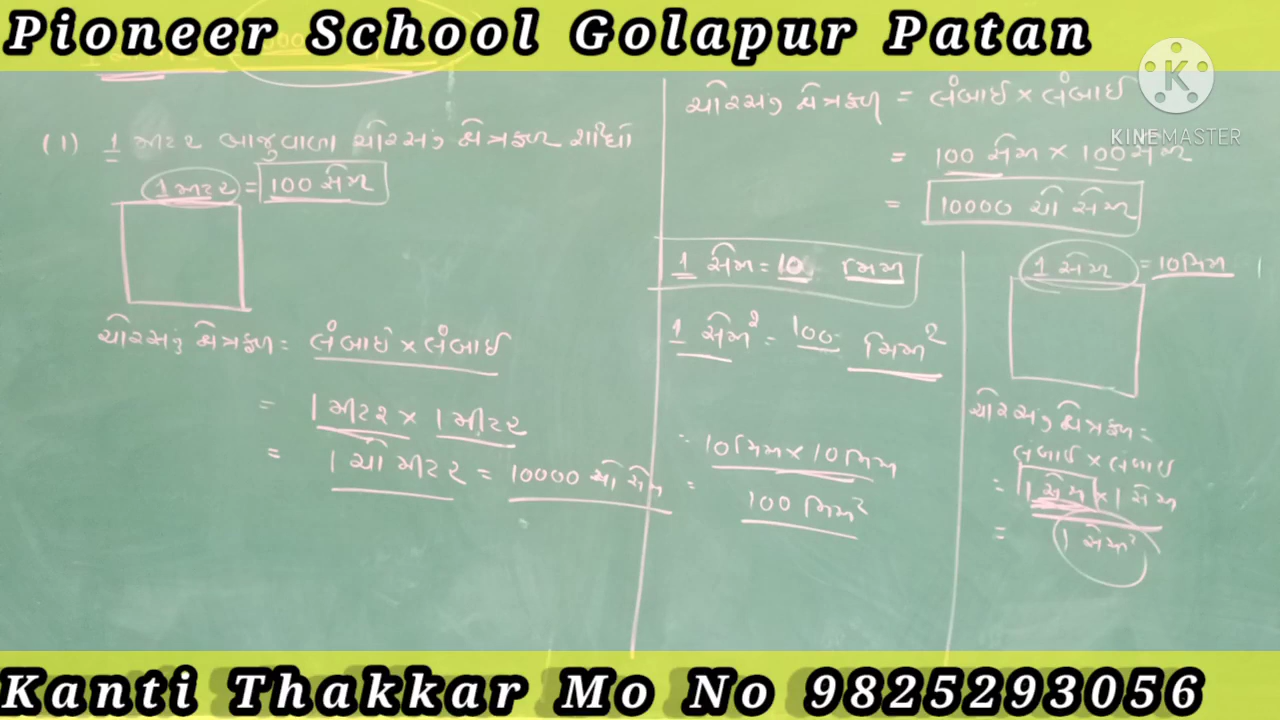 Pioneer School Golapur Patan
KINEMASTER
(1) 1 મીટર બાજુવાળા ચોરસનું ક્ષેત્રફળ શોધો
1 મીટર = 100 સેમી
ચોરસનું ક્ષેત્રફળ = લંબાઈ × લંબાઈ
= 1 મીટર × 1 મીટર
= 1 ચો મીટર = 10000 ચો સેમી
ચોરસનું ક્ષેત્રફળ = લંબાઈ × લંબાઈ
= 100 સેમી × 100 સેમી
= 10000 ચો સેમી
1 સેમી = 10 મિમી
1 સેમી² = 100 મિમી²
= 10 મિમી × 10 મિમી
= 100 મિમી²
1 સેમી = 10 મિમી
ચોરસનું ક્ષેત્રફળ =
લંબાઈ × લંબાઈ
= 1 સેમી × 1 સેમી
= 1 સેમી²
Kanti Thakkar Mo No 9825293056